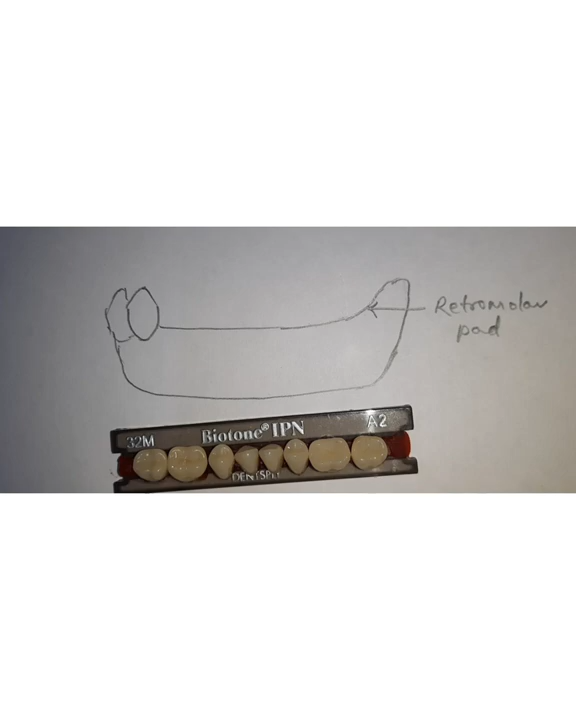 Retromolar
pad
32M
Biotone® IPN
A2
DENTSPLY